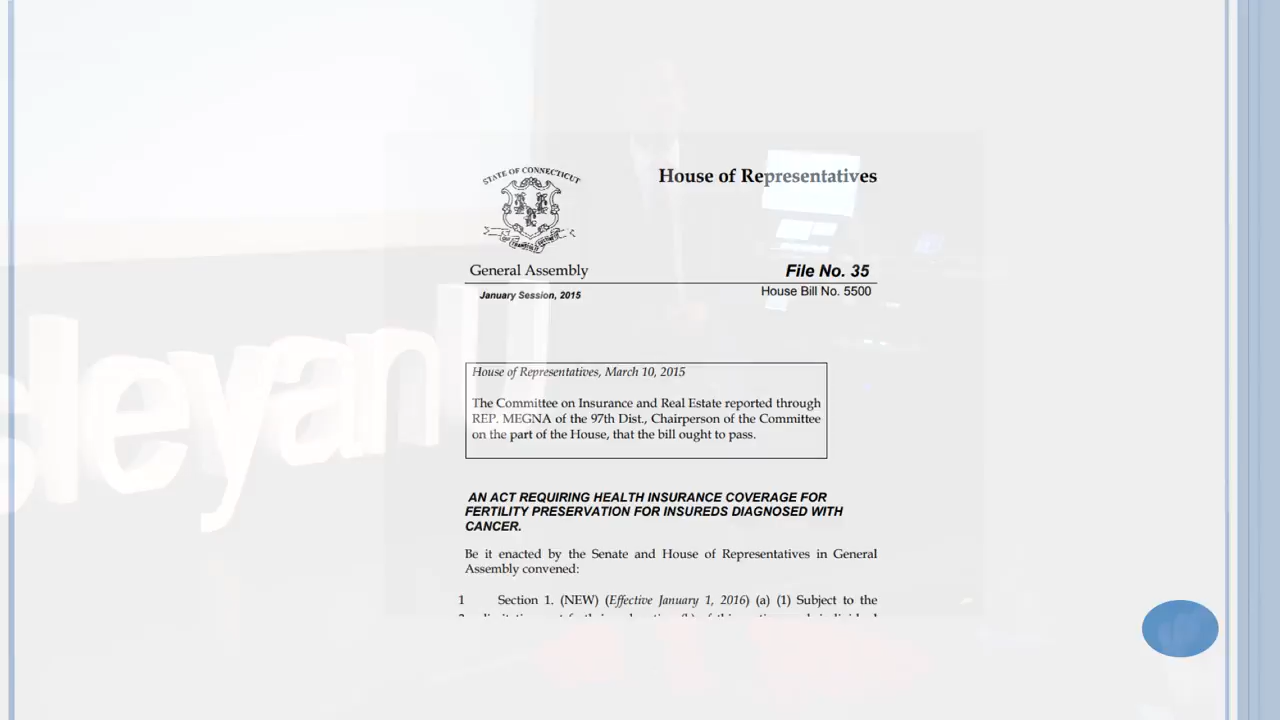 STATE OF CONNECTICUT
House of Representatives
General Assembly
File No. 35
January Session, 2015
House Bill No. 5500
House of Representatives, March 10, 2015
The Committee on Insurance and Real Estate reported through
REP. MEGNA of the 97th Dist., Chairperson of the Committee
on the part of the House, that the bill ought to pass.
AN ACT REQUIRING HEALTH INSURANCE COVERAGE FOR
FERTILITY PRESERVATION FOR INSUREDS DIAGNOSED WITH
CANCER.
Be it enacted by the Senate and House of Representatives in General
Assembly convened:
1 Section 1. (NEW) (Effective January 1, 2016) (a) (1) Subject to the
sleyanU